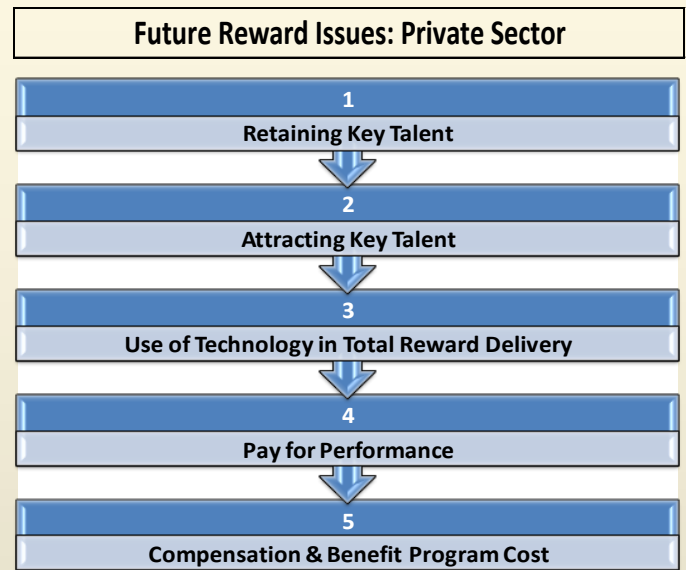 Future Reward Issues: Private Sector
1
Retaining Key Talent
2
Attracting Key Talent
3
Use of Technology in Total Reward Delivery
4
Pay for Performance
5
Compensation & Benefit Program Cost